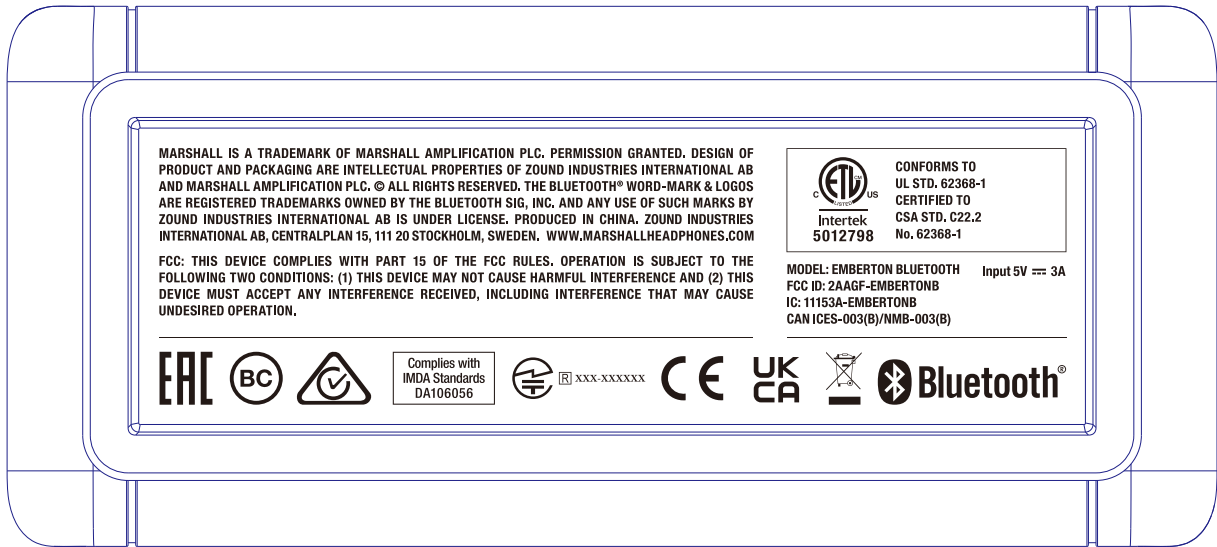 MARSHALL IS A TRADEMARK OF MARSHALL AMPLIFICATION PLC. PERMISSION GRANTED. DESIGN OF
PRODUCT AND PACKAGING ARE INTELLECTUAL PROPERTIES OF ZOUND INDUSTRIES INTERNATIONAL AB
AND MARSHALL AMPLIFICATION PLC. © ALL RIGHTS RESERVED. THE BLUETOOTH® WORD-MARK & LOGOS
ARE REGISTERED TRADEMARKS OWNED BY THE BLUETOOTH SIG, INC. AND ANY USE OF SUCH MARKS BY
ZOUND INDUSTRIES INTERNATIONAL AB IS UNDER LICENSE. PRODUCED IN CHINA. ZOUND INDUSTRIES
INTERNATIONAL AB, CENTRALPLAN 15, 111 20 STOCKHOLM, SWEDEN. WWW.MARSHALLHEADPHONES.COM
FCC: THIS DEVICE COMPLIES WITH PART 15 OF THE FCC RULES. OPERATION IS SUBJECT TO THE
FOLLOWING TWO CONDITIONS: (1) THIS DEVICE MAY NOT CAUSE HARMFUL INTERFERENCE AND (2) THIS
DEVICE MUST ACCEPT ANY INTERFERENCE RECEIVED, INCLUDING INTERFERENCE THAT MAY CAUSE
UNDESIRED OPERATION.
C ETL CM US
LISTED
Intertek
5012798
CONFORMS TO
UL STD. 62368-1
CERTIFIED TO
CSA STD. C22.2
No. 62368-1
MODEL: EMBERTON BLUETOOTH
Input 5V ⎓ 3A
FCC ID: 2AAGF-EMBERTONB
IC: 11153A-EMBERTONB
CAN ICES-003(B)/NMB-003(B)
EAC
BC
Complies with
IMDA Standards
DA106056
R XXX-XXXXXX
CE
UK
CA
Bluetooth®